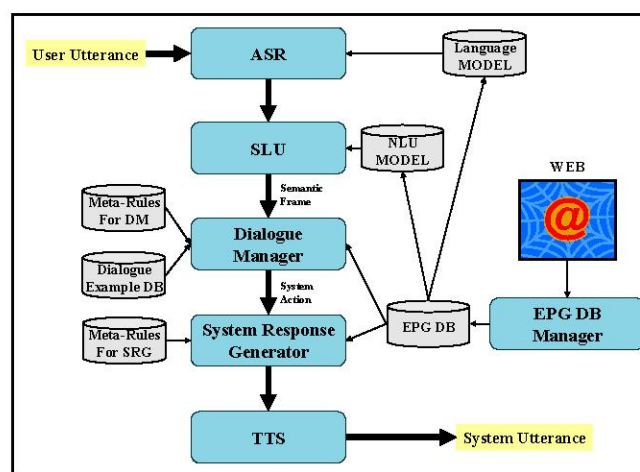 User Utterance
ASR
Language
MODEL
SLU
NLU
MODEL
WEB
@
Semantic
Frame
Meta-Rules
For DM
Dialogue
Manager
Dialogue
Example DB
System
Action
EPG DB
EPG DB
Manager
Meta-Rules
For SRG
System Response
Generator
TTS
System Utterance